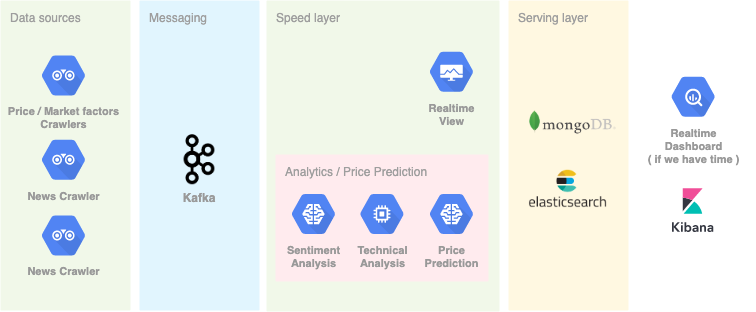 Data sources
Price / Market factors
Crawlers
News Crawler
News Crawler
Messaging
Kafka
Speed layer
Realtime
View
Analytics / Price Prediction
Sentiment
Analysis
Technical
Analysis
Price
Prediction
Serving layer
mongoDB.
elasticsearch
Realtime
Dashboard
( if we have time )
Kibana